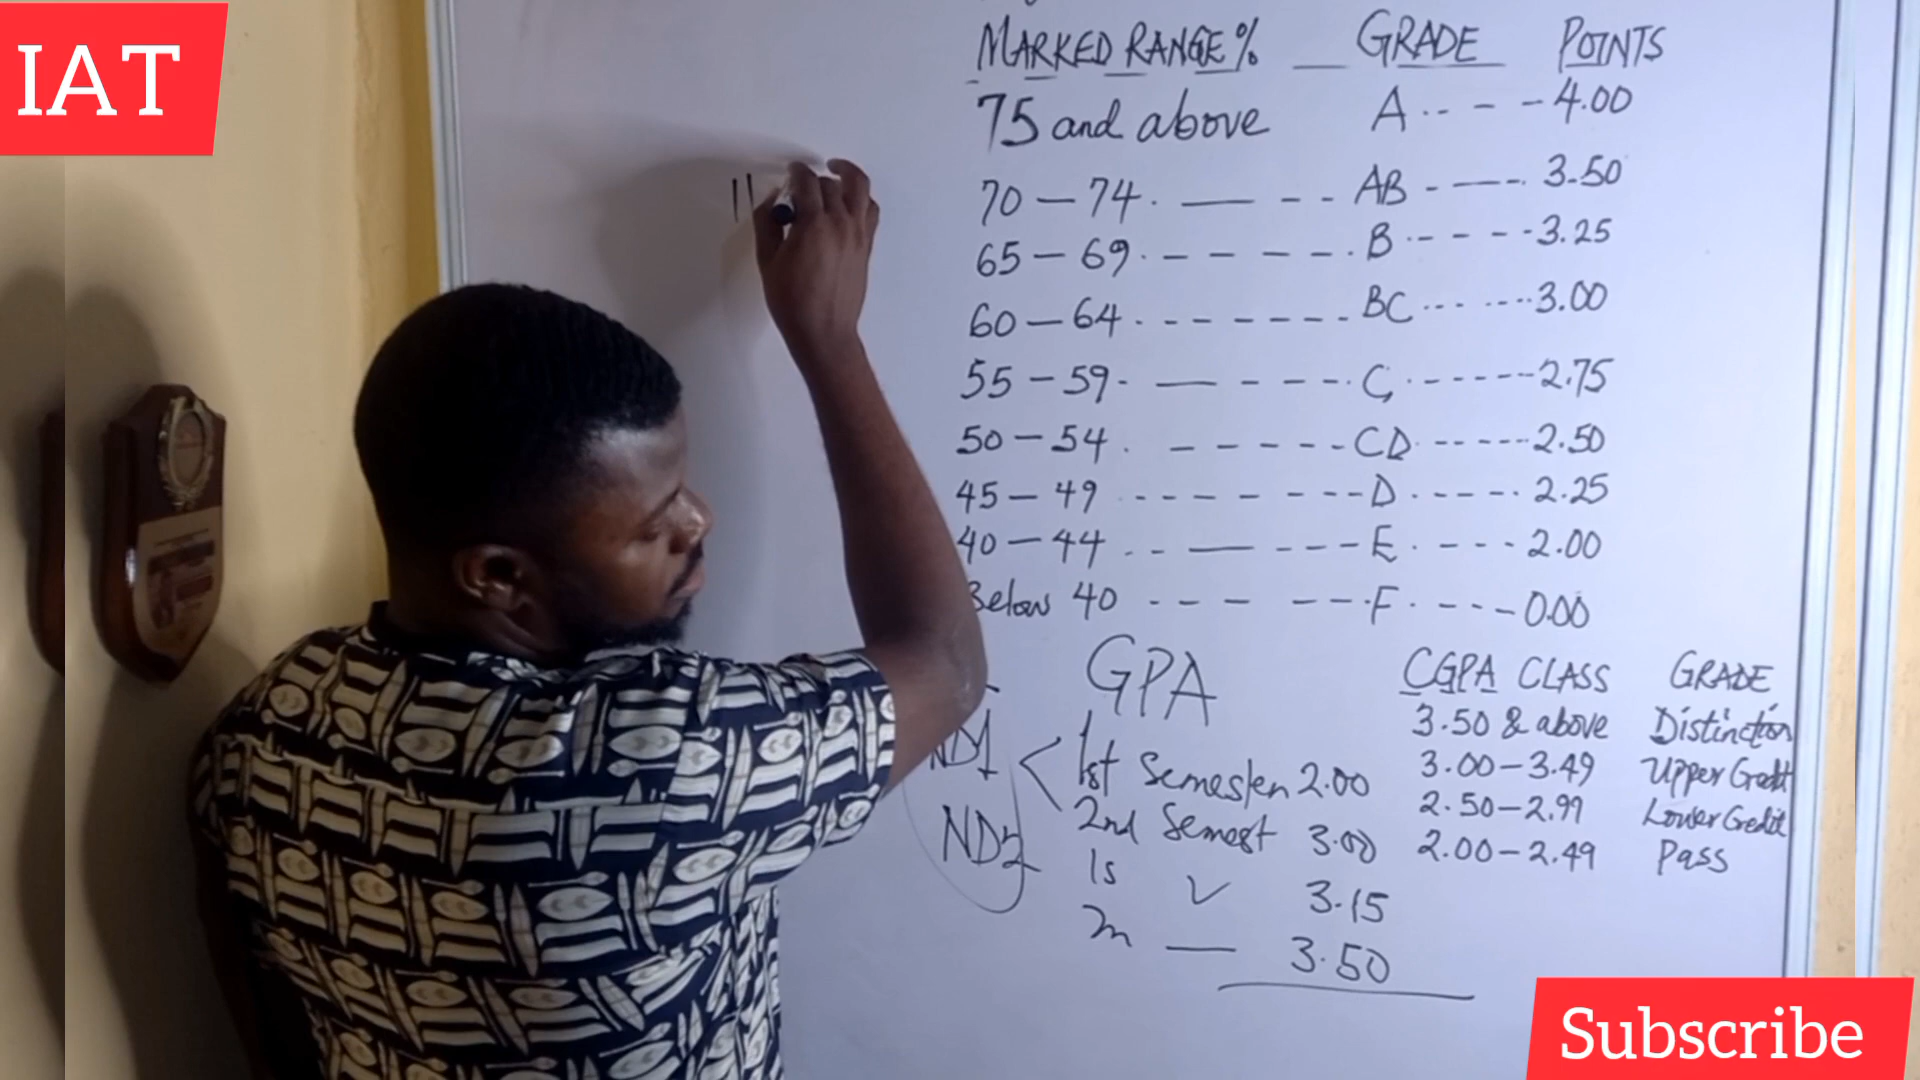 IAT
MARKED RANGE% GRADE POINTS
75 and above A -- - - 4.00
70 - 74. — - - AB - —-. 3.50
65 - 69. - - - - -. B ----- 3.25
60 - 64. - - - - - - - BC --- ---- 3.00
55 - 59- — - - - -. C ------- 2.75
50 - 54. - - - - - CD ------ 2.50
45 - 49 --- - - - --- D ----- 2.25
40 - 44 -- — --- E. ---- 2.00
Below 40 - - - - - -. F. ---- 0.00
GPA
CGPA CLASS GRADE
3.50 & above Distinction
ND1 < 1st Semester 2.00
3.00 - 3.49 Upper Credit
2nd Semest 3.00
2.50 - 2.99 Lower Credit
ND2
2.00 - 2.49 Pass
1s 3.15
— 3.50
Subscribe